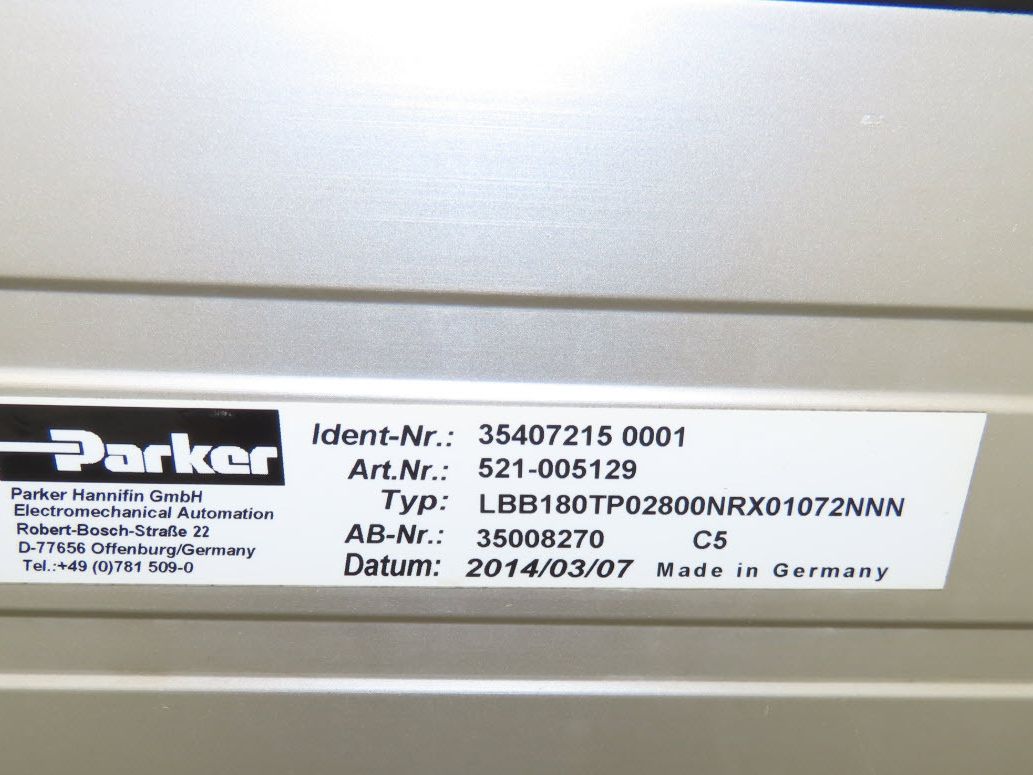 Parker
Parker Hannifin GmbH
Electromechanical Automation
Robert-Bosch-Straße 22
D-77656 Offenburg/Germany
Tel.:+49 (0)781 509-0
Ident-Nr.: 35407215 0001
Art.Nr.: 521-005129
Typ: LBB180TP02800NRX01072NNN
AB-Nr.: 35008270 C5
Datum: 2014/03/07 Made in Germany